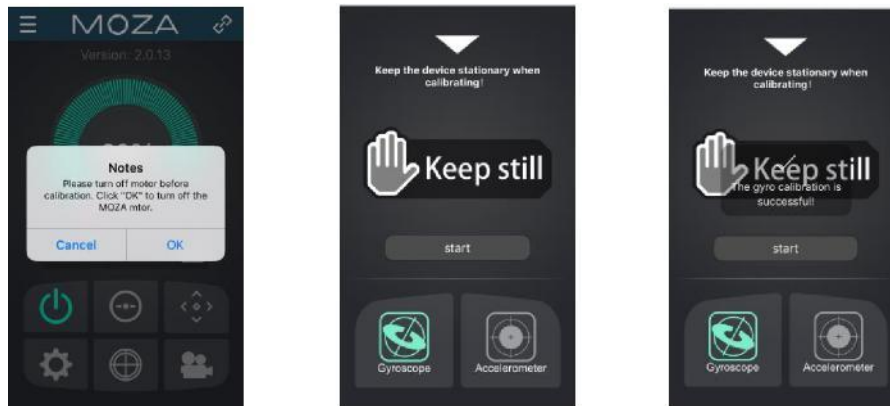 MOZA
Version: 2.0.13
Notes
Please turn off motor before
calibration. Click "OK" to turn off the
MOZA mtor.
Cancel
OK
Keep the device stationary when
calibrating!
Keep still
start
Gyroscope
Accelerometer
Keep the device stationary when
calibrating!
Keep still
The gyro calibration is
successful!
start
Gyroscope
Accelerometer